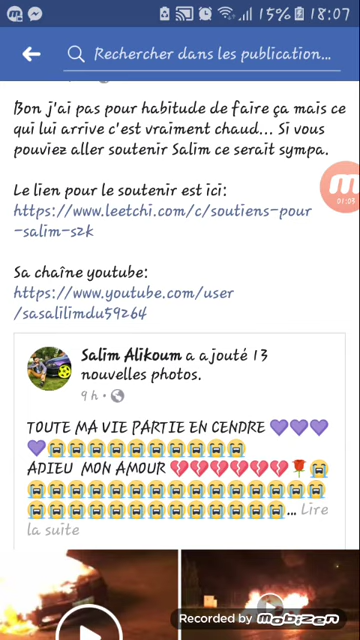 15% 18:07
Rechercher dans les publication...
Bon j'ai pas pour habitude de faire ça mais ce
qui lui arrive c'est vraiment chaud... Si vous
pouviez aller soutenir Salim ce serait sympa.
Le lien pour le soutenir est ici:
https://www.leetchi.com/c/soutiens-pour
-salim-s2k
Sa chaîne youtube:
https://www.youtube.com/user
/sasalilimdu59264
01:03
Salim Alikoum a ajouté 13
nouvelles photos.
9 h
TOUTE MA VIE PARTIE EN CENDRE 💜💜💜
💜😭😭😭😭😭😭😭😭😭😭
ADIEU MON AMOUR 💔💔💔💔💔💔🌹😭
😭😭😭😭😭😭😭😭😭😭😭😭😭😭😭
😭😭😭😭😭😭😭😭😭😭😭😭😭... Lire
la suite
Recorded by Mobizen